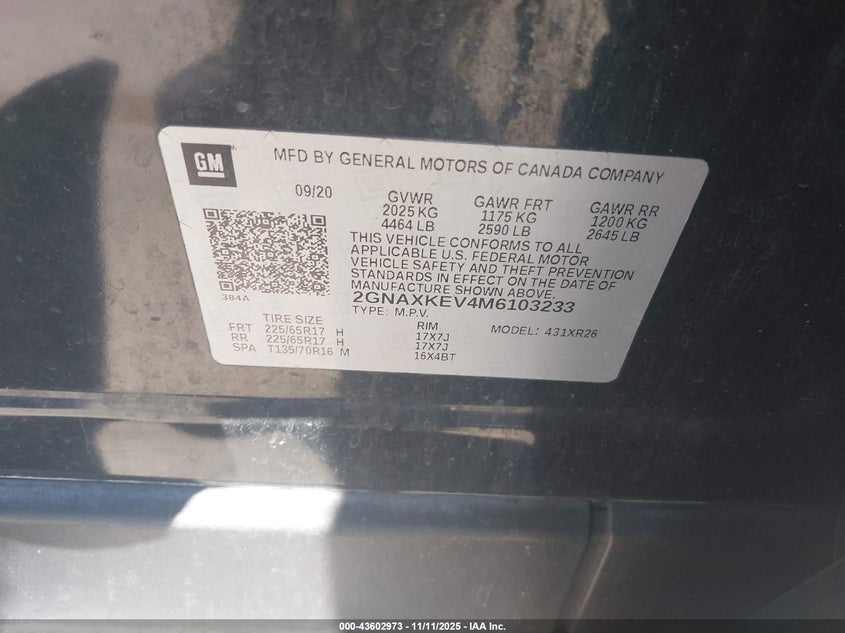 GM
MFD BY GENERAL MOTORS OF CANADA COMPANY
09/20
GVWR
2025 KG
4464 LB
GAWR FRT
1175 KG
2590 LB
GAWR RR
1200 KG
2645 LB
THIS VEHICLE CONFORMS TO ALL
APPLICABLE U.S. FEDERAL MOTOR
VEHICLE SAFETY AND THEFT PREVENTION
STANDARDS IN EFFECT ON THE DATE OF
MANUFACTURE SHOWN ABOVE.
384A
2GNAXKEV4M6103233
TYPE: M.P.V.
MODEL: 431XR26
TIRE SIZE RIM
FRT 225/65R17 H 17X7J
RR 225/65R17 H 17X7J
SPA T135/70R16 M 16X4BT
000-43602973 - 11/11/2025 - IAA Inc.